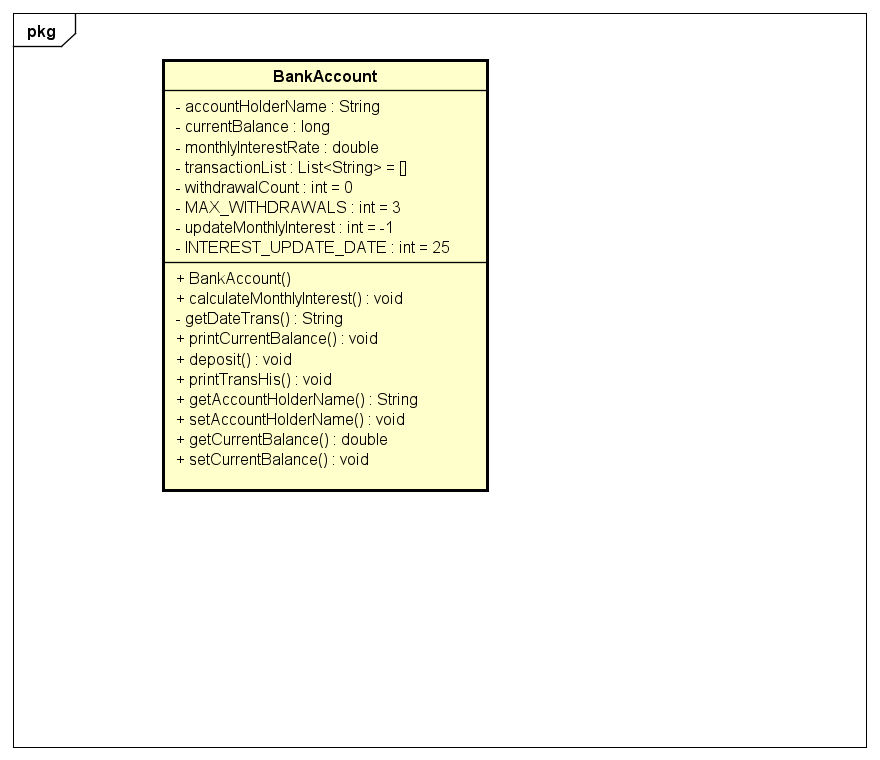 pkg
BankAccount
- accountHolderName : String
- currentBalance : long
- monthlyInterestRate : double
- transactionList : List<String> = []
- withdrawalCount : int = 0
- MAX_WITHDRAWALS : int = 3
- updateMonthlyInterest : int = -1
- INTEREST_UPDATE_DATE : int = 25
+ BankAccount()
+ calculateMonthlyInterest() : void
- getDateTrans() : String
+ printCurrentBalance() : void
+ deposit() : void
+ printTransHis() : void
+ getAccountHolderName() : String
+ setAccountHolderName() : void
+ getCurrentBalance() : double
+ setCurrentBalance() : void